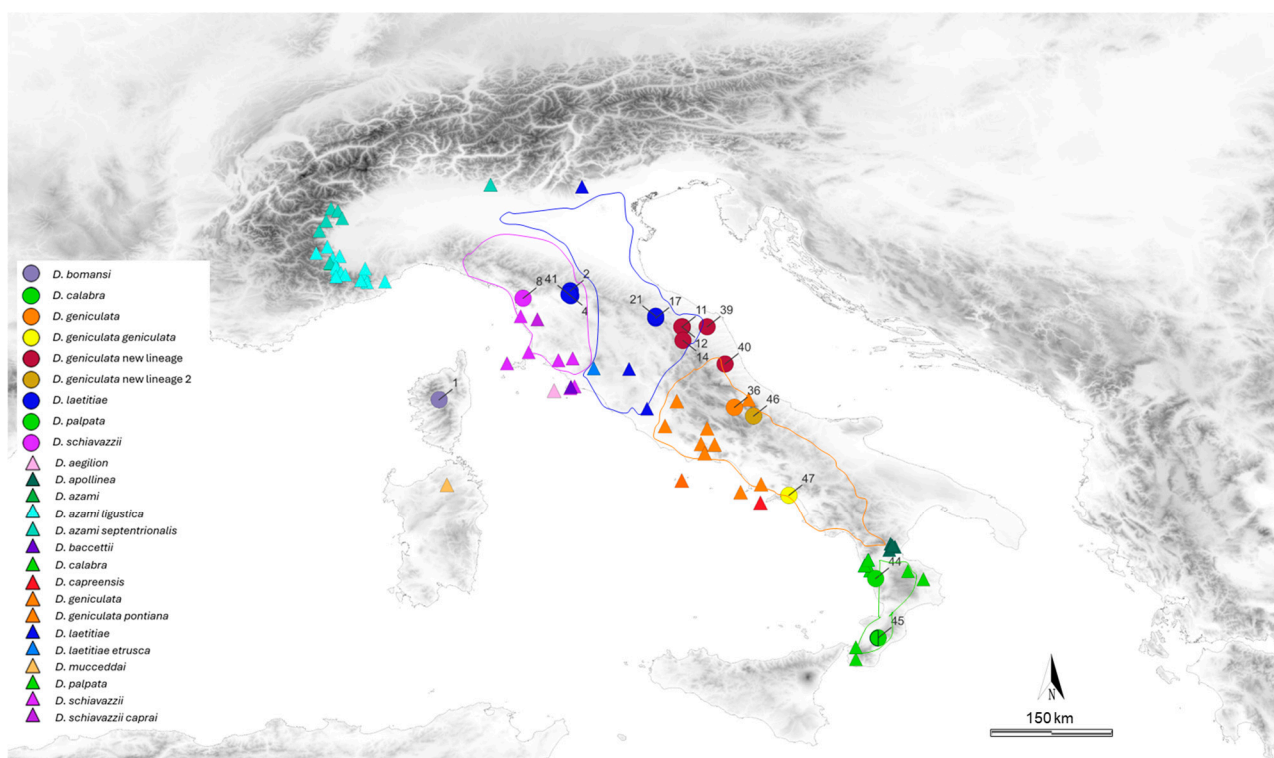 2
41
8
4
17
21
11
39
12
14
40
1
36
46
47
44
45
D. bomansi
D. calabra
D. geniculata
D. geniculata geniculata
D. geniculata new lineage
D. geniculata new lineage 2
D. laetitiae
D. palpata
D. schiavazzii
D. aegilion
D. apollinea
D. azami
D. azami ligustica
D. azami septentrionalis
D. baccettii
D. calabra
D. capreensis
D. geniculata
D. geniculata pontiana
D. laetitiae
D. laetitiae etrusca
D. mucceddai
D. palpata
D. schiavazzii
D. schiavazzii caprai
N
150 km